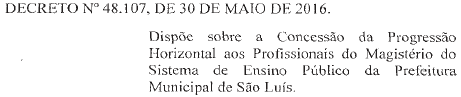 DECRETO Nº 48.107, DE 30 DE MAIO DE 2016.
Dispõe sobre a Concessão da Progressão
Horizontal aos Profissionais do Magistério do
Sistema de Ensino Público da Prefeitura
Municipal de São Luís.